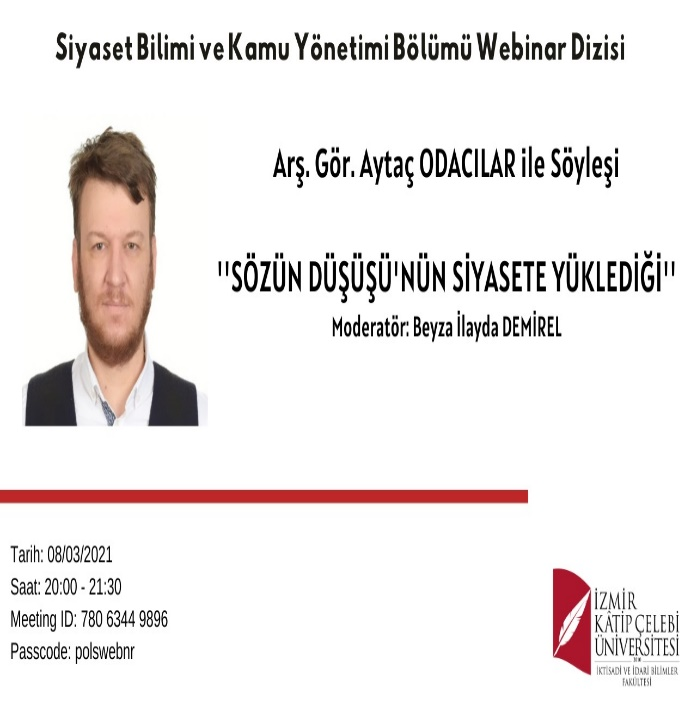 Siyaset Bilimi ve Kamu Yönetimi Bölümü Webinar Dizisi
Arş. Gör. Aytaç ODACILAR ile Söyleşi
"SÖZÜN DÜŞÜŞÜ'NÜN SİYASETE YÜKLEDİĞİ"
Moderatör: Beyza İlayda DEMİREL
Tarih: 08/03/2021
Saat: 20:00 - 21:30
Meeting ID: 780 6344 9896
Passcode: polswebnr
İZMİR
KÂTİP ÇELEBİ
ÜNİVERSİTESİ
İKTİSADİ VE İDARİ BİLİMLER
FAKÜLTESİ